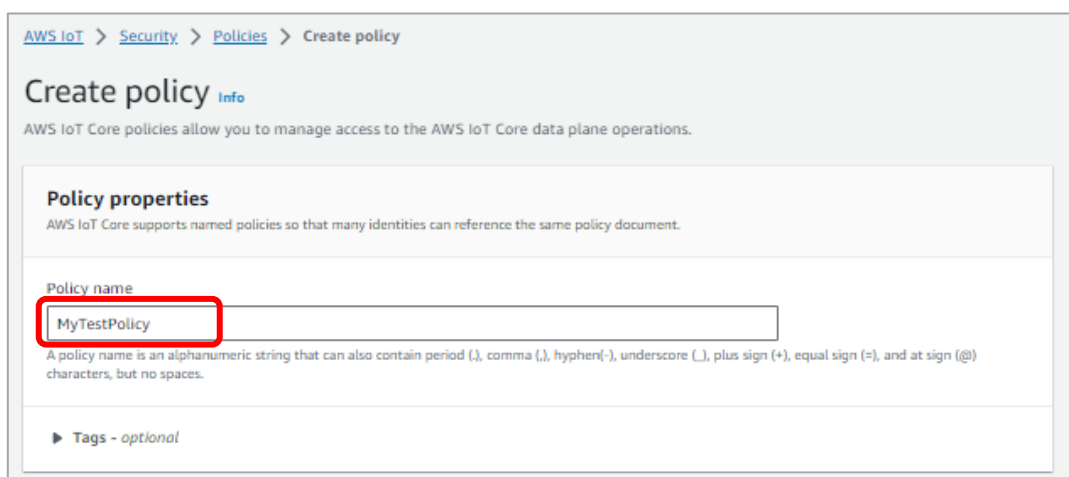 AWS IoT > Security > Policies > Create policy
Create policy Info
AWS IoT Core policies allow you to manage access to the AWS IoT Core data plane operations.
Policy properties
AWS IoT Core supports named policies so that many identities can reference the same policy document.
Policy name
MyTestPolicy
A policy name is an alphanumeric string that can also contain period (.), comma (,), hyphen(-), underscore (_), plus sign (+), equal sign (=), and at sign (@)
characters, but no spaces.
Tags - optional